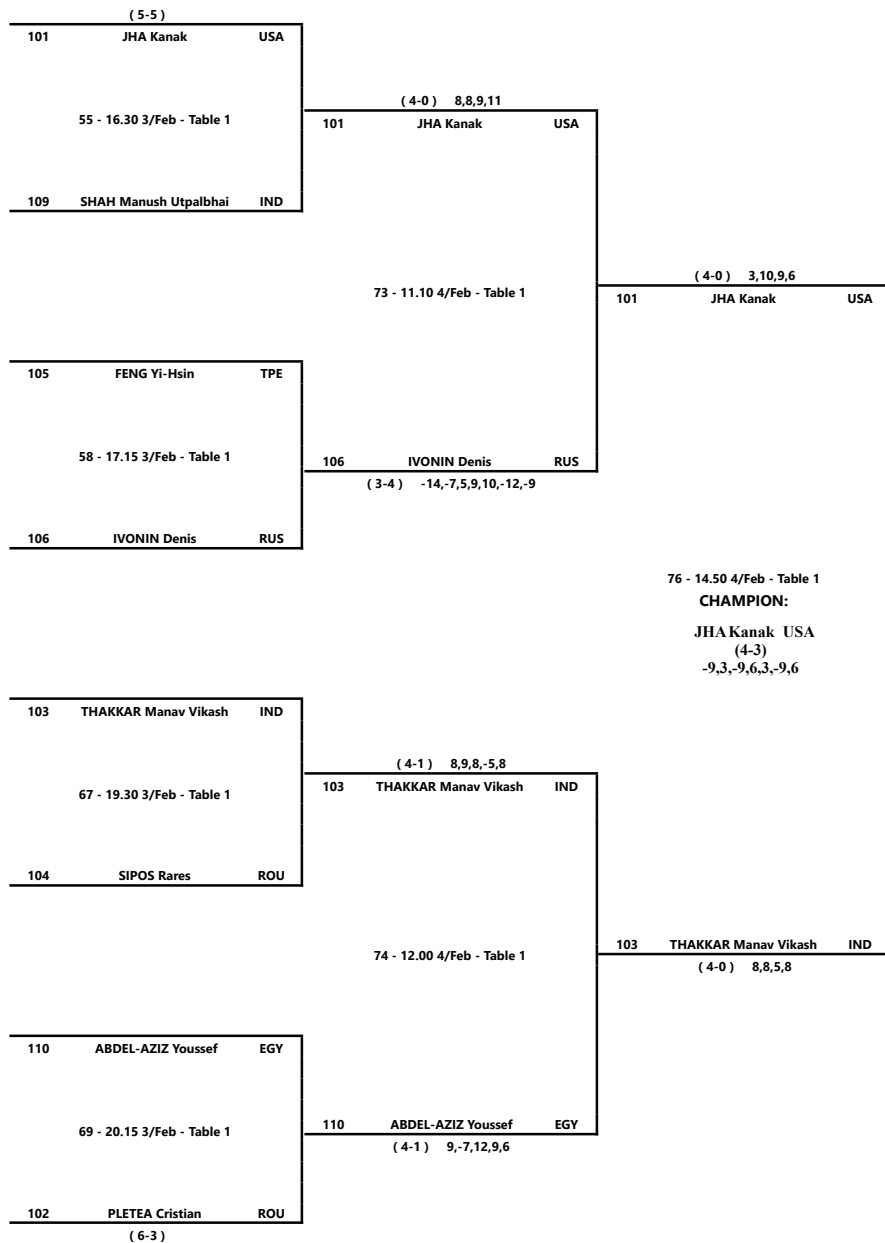 ( 5-5 )
101 JHA Kanak USA
( 4-0 ) 8,8,9,11
55 - 16.30 3/Feb - Table 1
101 JHA Kanak USA
109 SHAH Manush Utpalbhai IND
( 4-0 ) 3,10,9,6
73 - 11.10 4/Feb - Table 1
101 JHA Kanak USA
105 FENG Yi-Hsin TPE
58 - 17.15 3/Feb - Table 1
106 IVONIN Denis RUS
( 3-4 ) -14,-7,5,9,10,-12,-9
106 IVONIN Denis RUS
76 - 14.50 4/Feb - Table 1
CHAMPION:
JHA Kanak USA
(4-3)
-9,3,-9,6,3,-9,6
103 THAKKAR Manav Vikash IND
( 4-1 ) 8,9,8,-5,8
67 - 19.30 3/Feb - Table 1
103 THAKKAR Manav Vikash IND
104 SIPOS Rares ROU
103 THAKKAR Manav Vikash IND
74 - 12.00 4/Feb - Table 1
( 4-0 ) 8,8,5,8
110 ABDEL-AZIZ Youssef EGY
110 ABDEL-AZIZ Youssef EGY
69 - 20.15 3/Feb - Table 1
( 4-1 ) 9,-7,12,9,6
102 PLETEA Cristian ROU
( 6-3 )